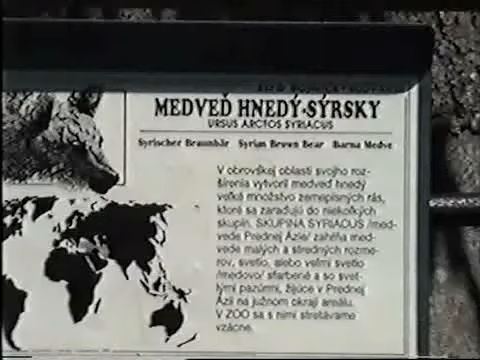 MEDVEĎ HNEDÝ-SÝRSKY
URSUS ARCTOS SYRIACUS
Syrischer Braunbär Syrian Brown Bear Barna Medve
V obrovškej oblasti svojho roz-
šírenia vytvoril medveď hnedý
veľké množstvo zemepisných rás,
ktoré sa zaraďujú do niekoľkých
skupín. SKUPINA SYRIACUS /med-
vede Prednej Ázie/ zahŕňa med-
vede malých a stredných rozme-
rov, svetlo, alebo veľmi svetlo
/medovo/ sfarbené a so svet-
lými pazúrmi, žijúce v Prednej
Ázii na južnom okraji areálu.
V ZOO sa s nimi stretávame
vzácne.